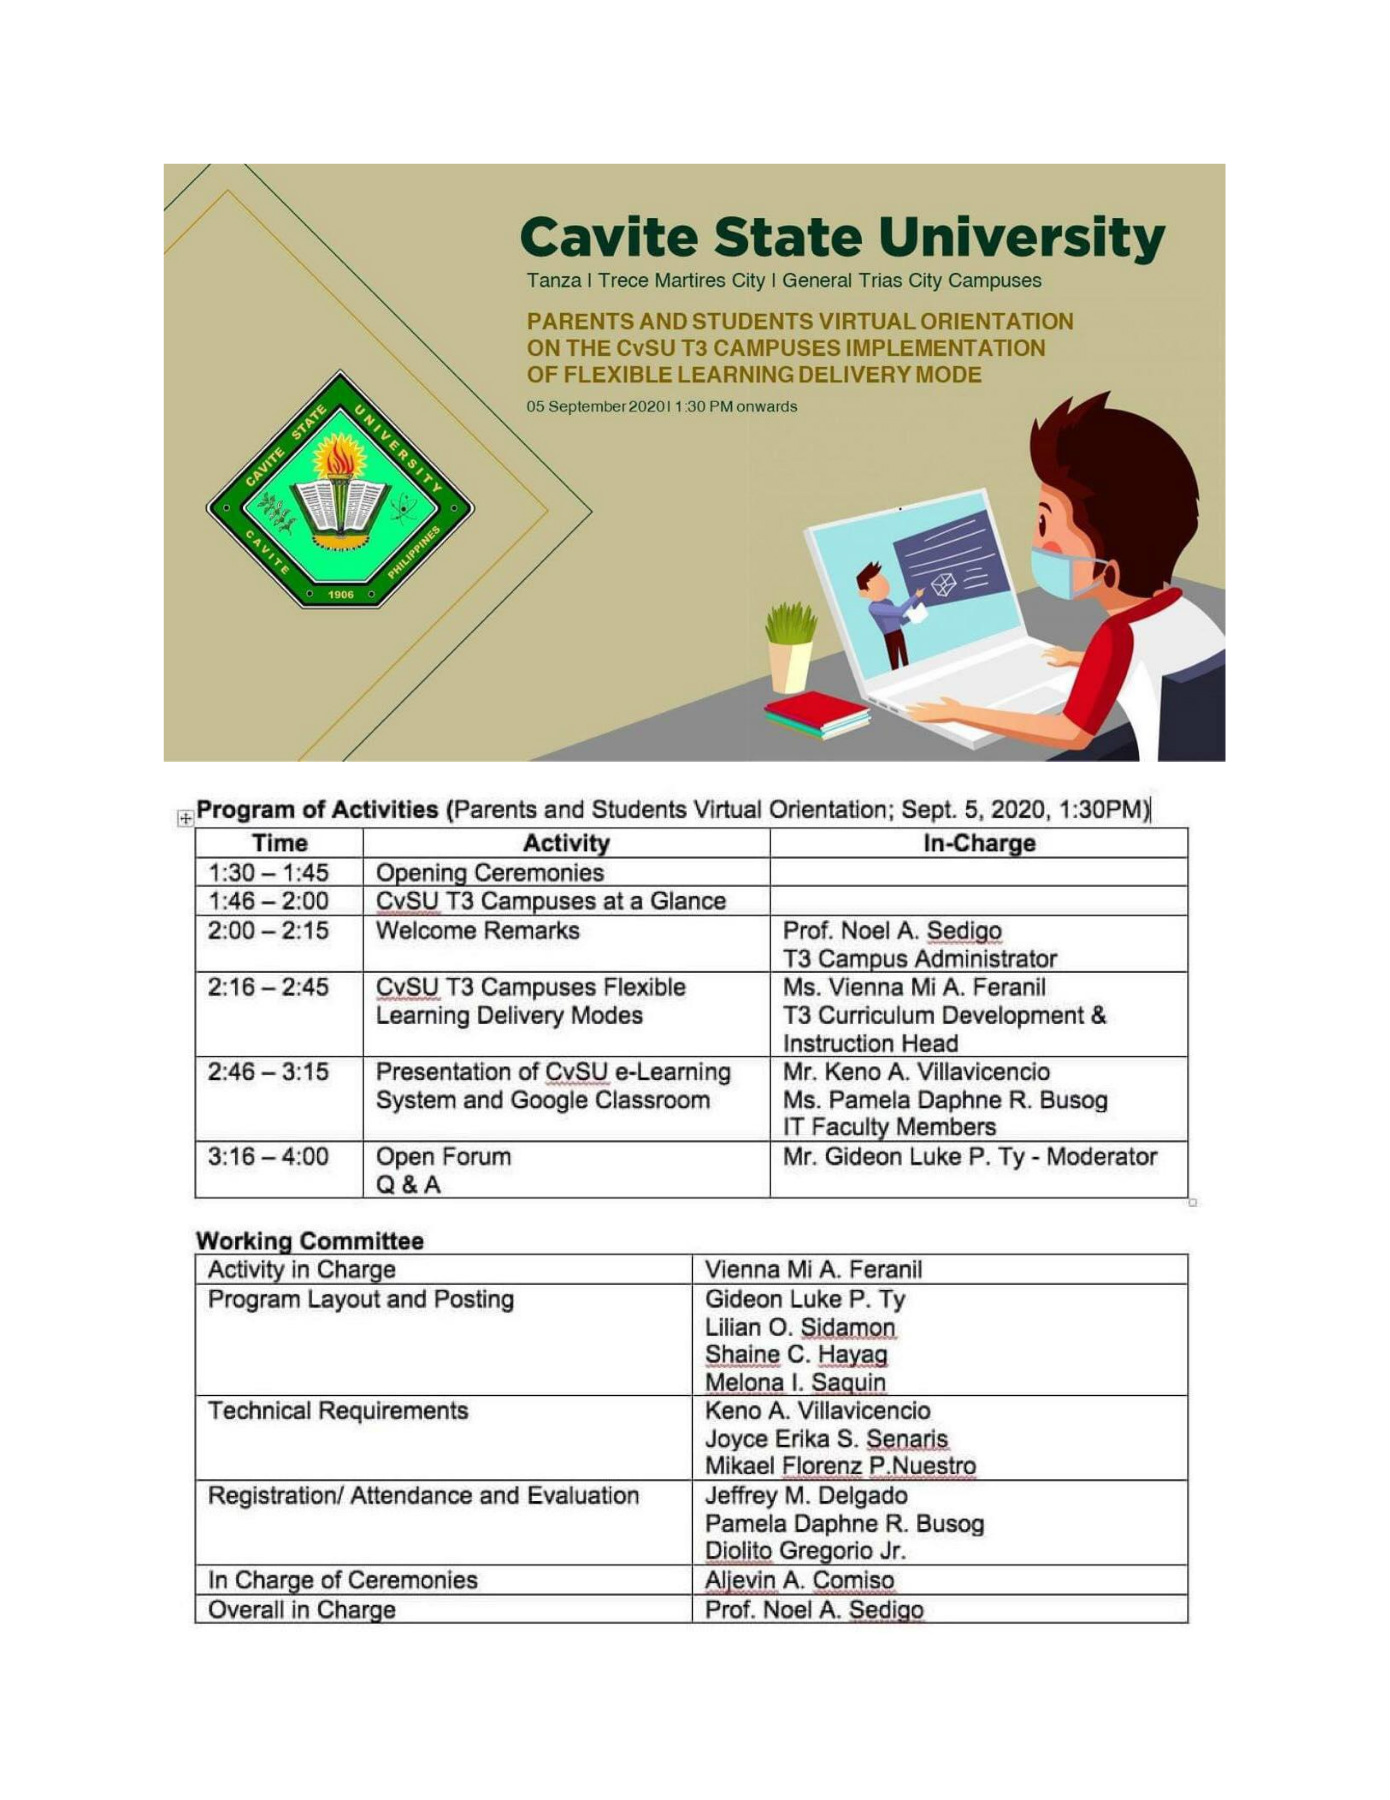 Cavite State University
Tanza I Trece Martires City I General Trias City Campuses
PARENTS AND STUDENTS VIRTUAL ORIENTATION
ON THE CvSU T3 CAMPUSES IMPLEMENTATION
OF FLEXIBLE LEARNING DELIVERY MODE
05 September 2020I 1:30 PM onwards
CAVITE STATE UNIVERSITY
CAVITE PHILIPPINES
1906
Program of Activities (Parents and Students Virtual Orientation; Sept. 5, 2020, 1:30PM)
Time Activity In-Charge
1:30 – 1:45 Opening Ceremonies
1:46 – 2:00 CvSU T3 Campuses at a Glance
2:00 – 2:15 Welcome Remarks Prof. Noel A. Sedigo
T3 Campus Administrator
2:16 – 2:45 CvSU T3 Campuses Flexible Ms. Vienna Mi A. Feranil
Learning Delivery Modes T3 Curriculum Development &
Instruction Head
2:46 – 3:15 Presentation of CvSU e-Learning Mr. Keno A. Villavicencio
System and Google Classroom Ms. Pamela Daphne R. Busog
IT Faculty Members
3:16 – 4:00 Open Forum Mr. Gideon Luke P. Ty - Moderator
Q & A
Working Committee
Activity in Charge Vienna Mi A. Feranil
Program Layout and Posting Gideon Luke P. Ty
Lilian O. Sidamon
Shaine C. Hayag
Melona I. Saquin
Technical Requirements Keno A. Villavicencio
Joyce Erika S. Senaris
Mikael Florenz P.Nuestro
Registration/ Attendance and Evaluation Jeffrey M. Delgado
Pamela Daphne R. Busog
Diolito Gregorio Jr.
In Charge of Ceremonies Aljevin A. Comiso
Overall in Charge Prof. Noel A. Sedigo